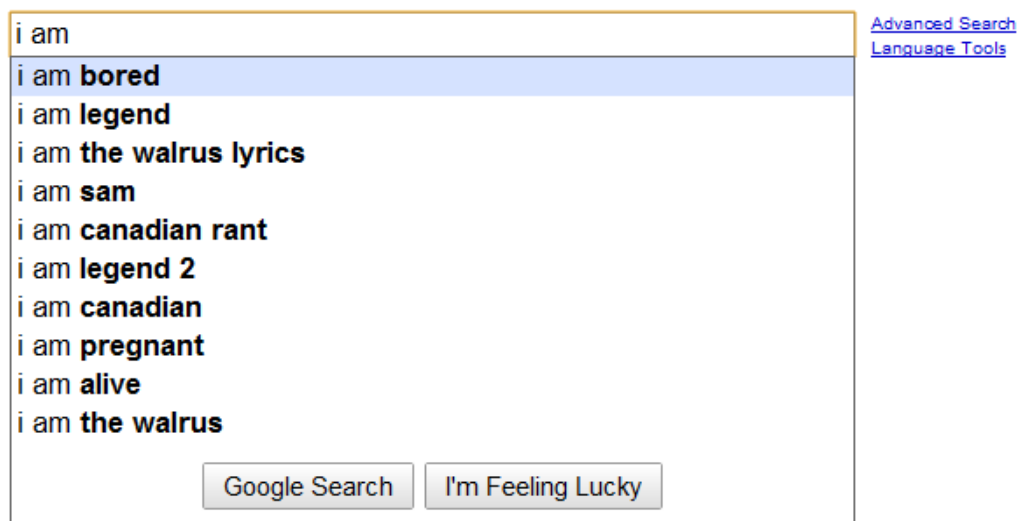 i am
Advanced Search
Language Tools
i am bored
i am legend
i am the walrus lyrics
i am sam
i am canadian rant
i am legend 2
i am canadian
i am pregnant
i am alive
i am the walrus
Google Search
I'm Feeling Lucky